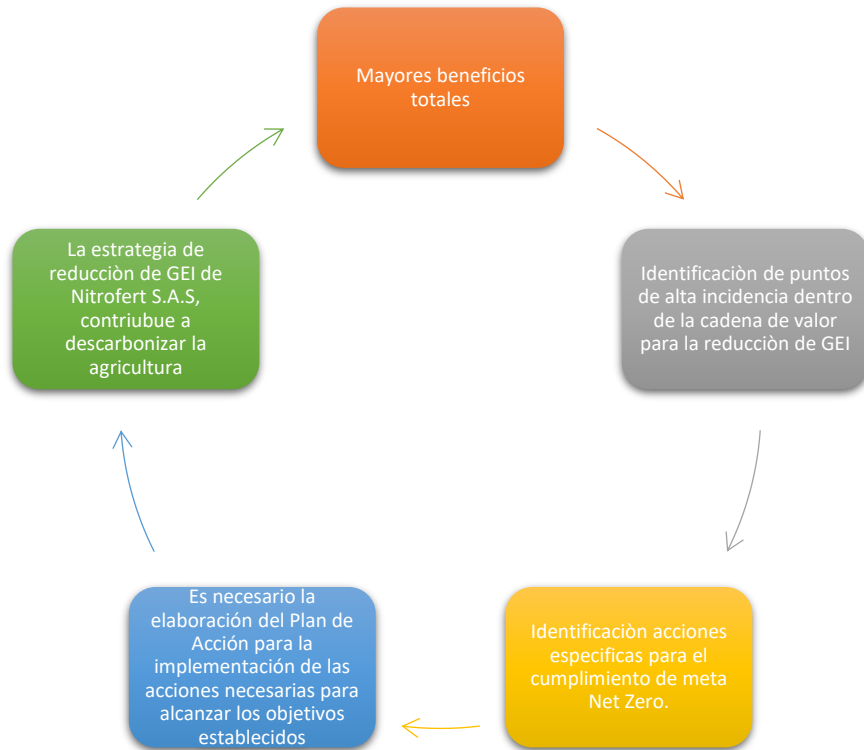 Mayores beneficios
totales
Identificaciòn de puntos
de alta incidencia dentro
de la cadena de valor
para la reducciòn de GEI
Identificaciòn acciones
especificas para el
cumplimiento de meta
Net Zero.
Es necesario la
elaboración del Plan de
Acción para la
implementación de las
acciones necesarias para
alcanzar los objetivos
establecidos
La estrategia de
reducciòn de GEI de
Nitrofert S.A.S,
contriubue a
descarbonizar la
agricultura